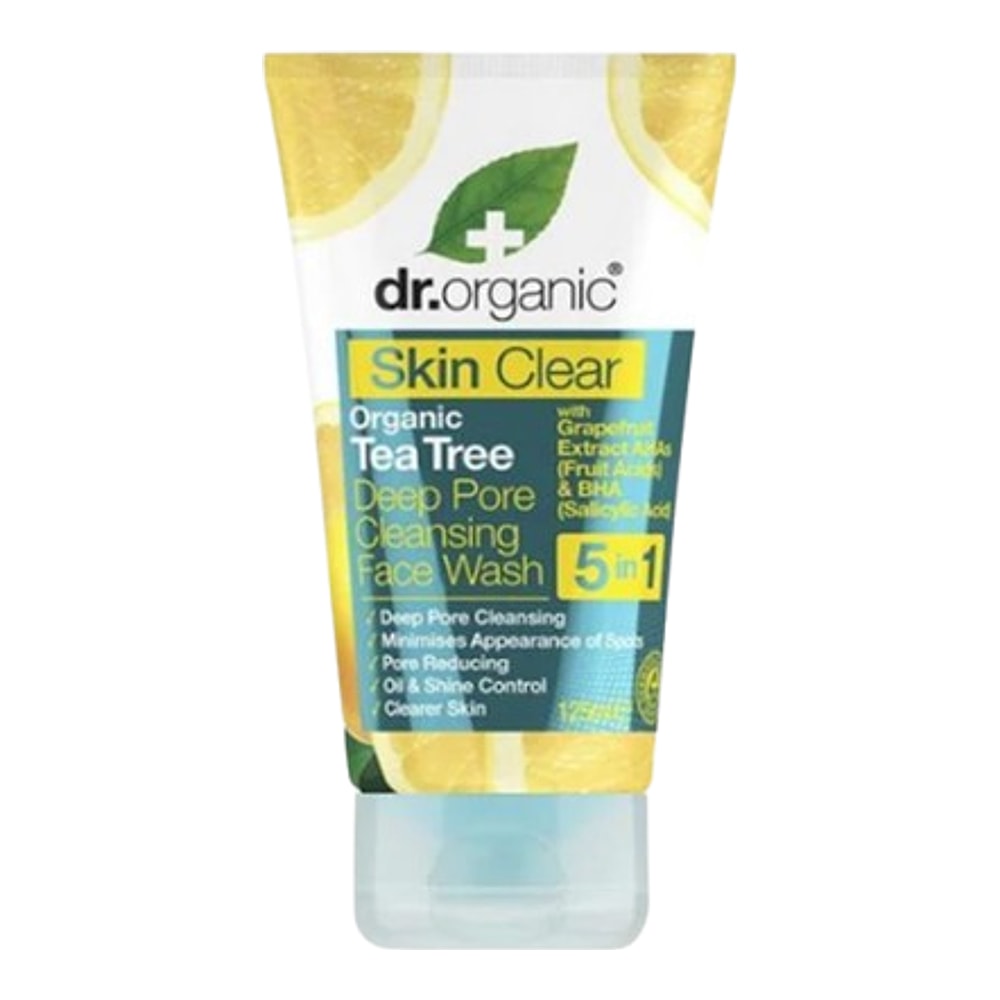 dr.organic®
Skin Clear
Organic
Tea Tree
Deep Pore
Cleansing
Face Wash
with
Grapefruit
Extract AHAs
(Fruit Acids)
& BHA
(Salicylic Acid
5 in 1
✓ Deep Pore Cleansing
✓ Minimises Appearance of Spots
✓ Pore Reducing
✓ Oil & Shine Control
✓ Clearer Skin
125ml